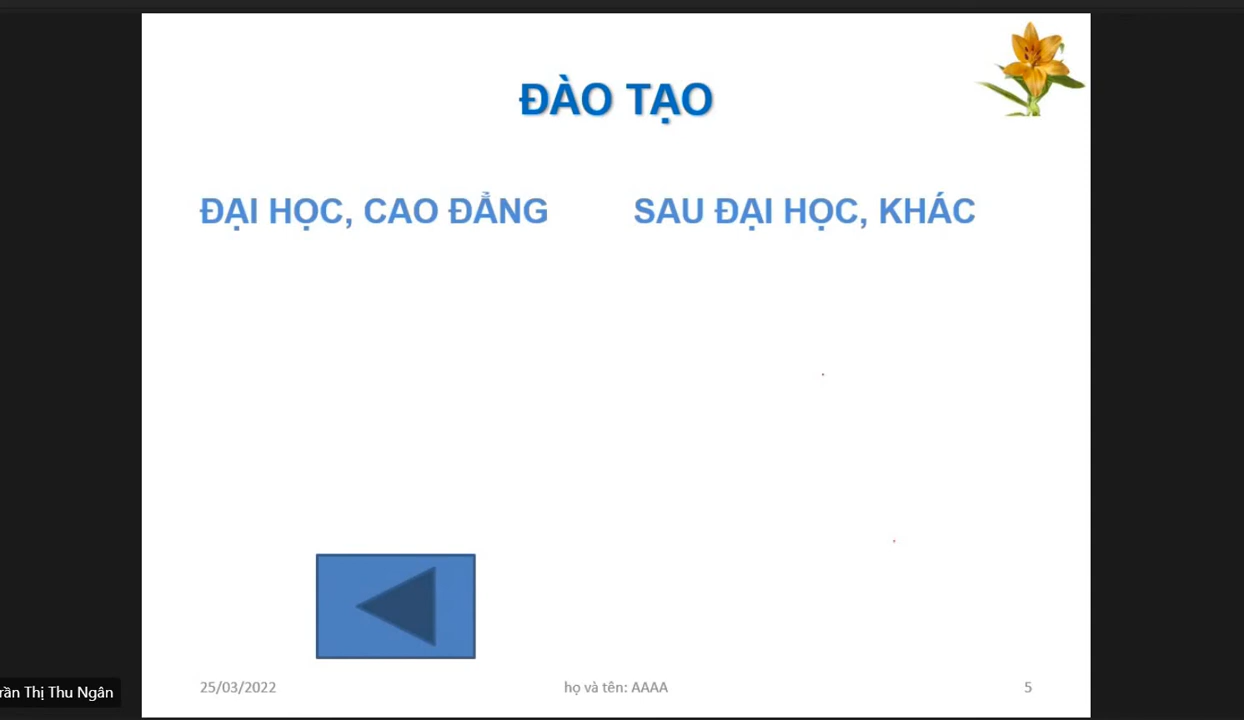 ĐÀO TẠO
ĐẠI HỌC, CAO ĐẲNG
SAU ĐẠI HỌC, KHÁC
Thị Thu Ngân
25/03/2022
họ và tên: AAAA
5